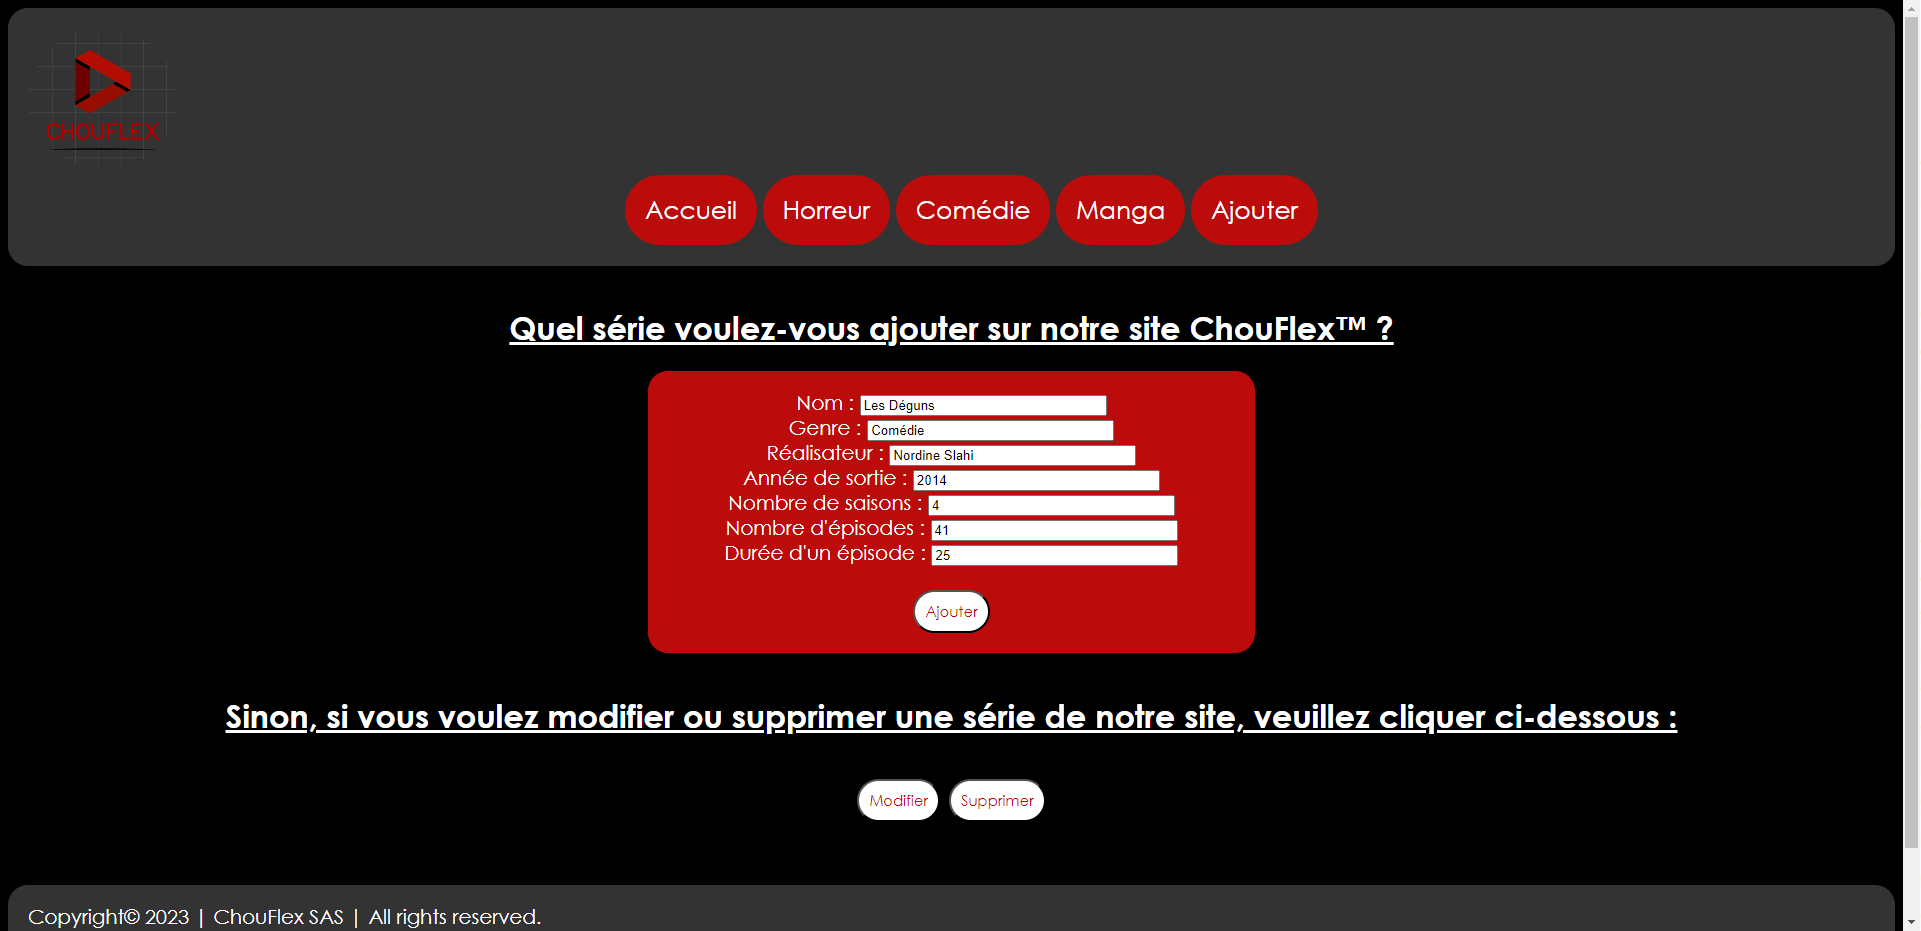 CHOUFLEX
Accueil Horreur Comédie Manga Ajouter
Quel série voulez-vous ajouter sur notre site ChouFlex™ ?
Nom : Les Déguns
Genre : Comédie
Réalisateur : Nordine Slahi
Année de sortie : 2014
Nombre de saisons : 4
Nombre d'épisodes : 41
Durée d'un épisode : 25
Ajouter
Sinon, si vous voulez modifier ou supprimer une série de notre site, veuillez cliquer ci-dessous :
Modifier Supprimer
Copyright© 2023 | ChouFlex SAS | All rights reserved.